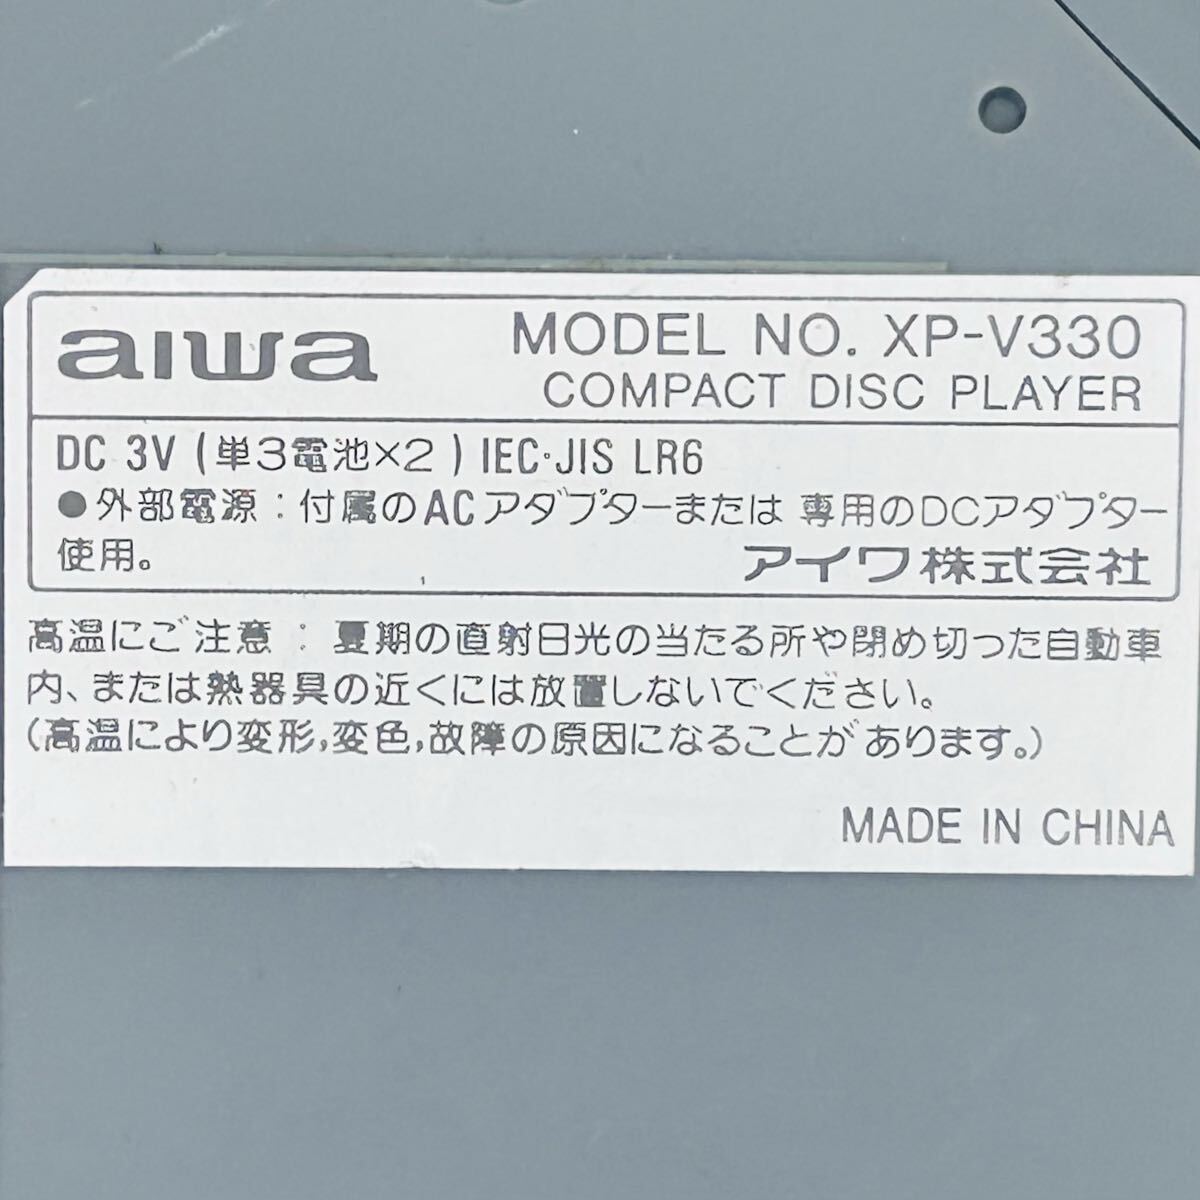 aiwa
MODEL NO. XP-V330
COMPACT DISC PLAYER
DC 3V (単3電池×2) IEC·JIS LR6
●外部電源：付属のACアダプターまたは 専用のDCアダプター
使用。
アイワ株式会社
高温にご注意：夏期の直射日光の当たる所や閉め切った自動車
内、または熱器具の近くには放置しないでください。
(高温により変形,変色,故障の原因になることがあります。)
MADE IN CHINA